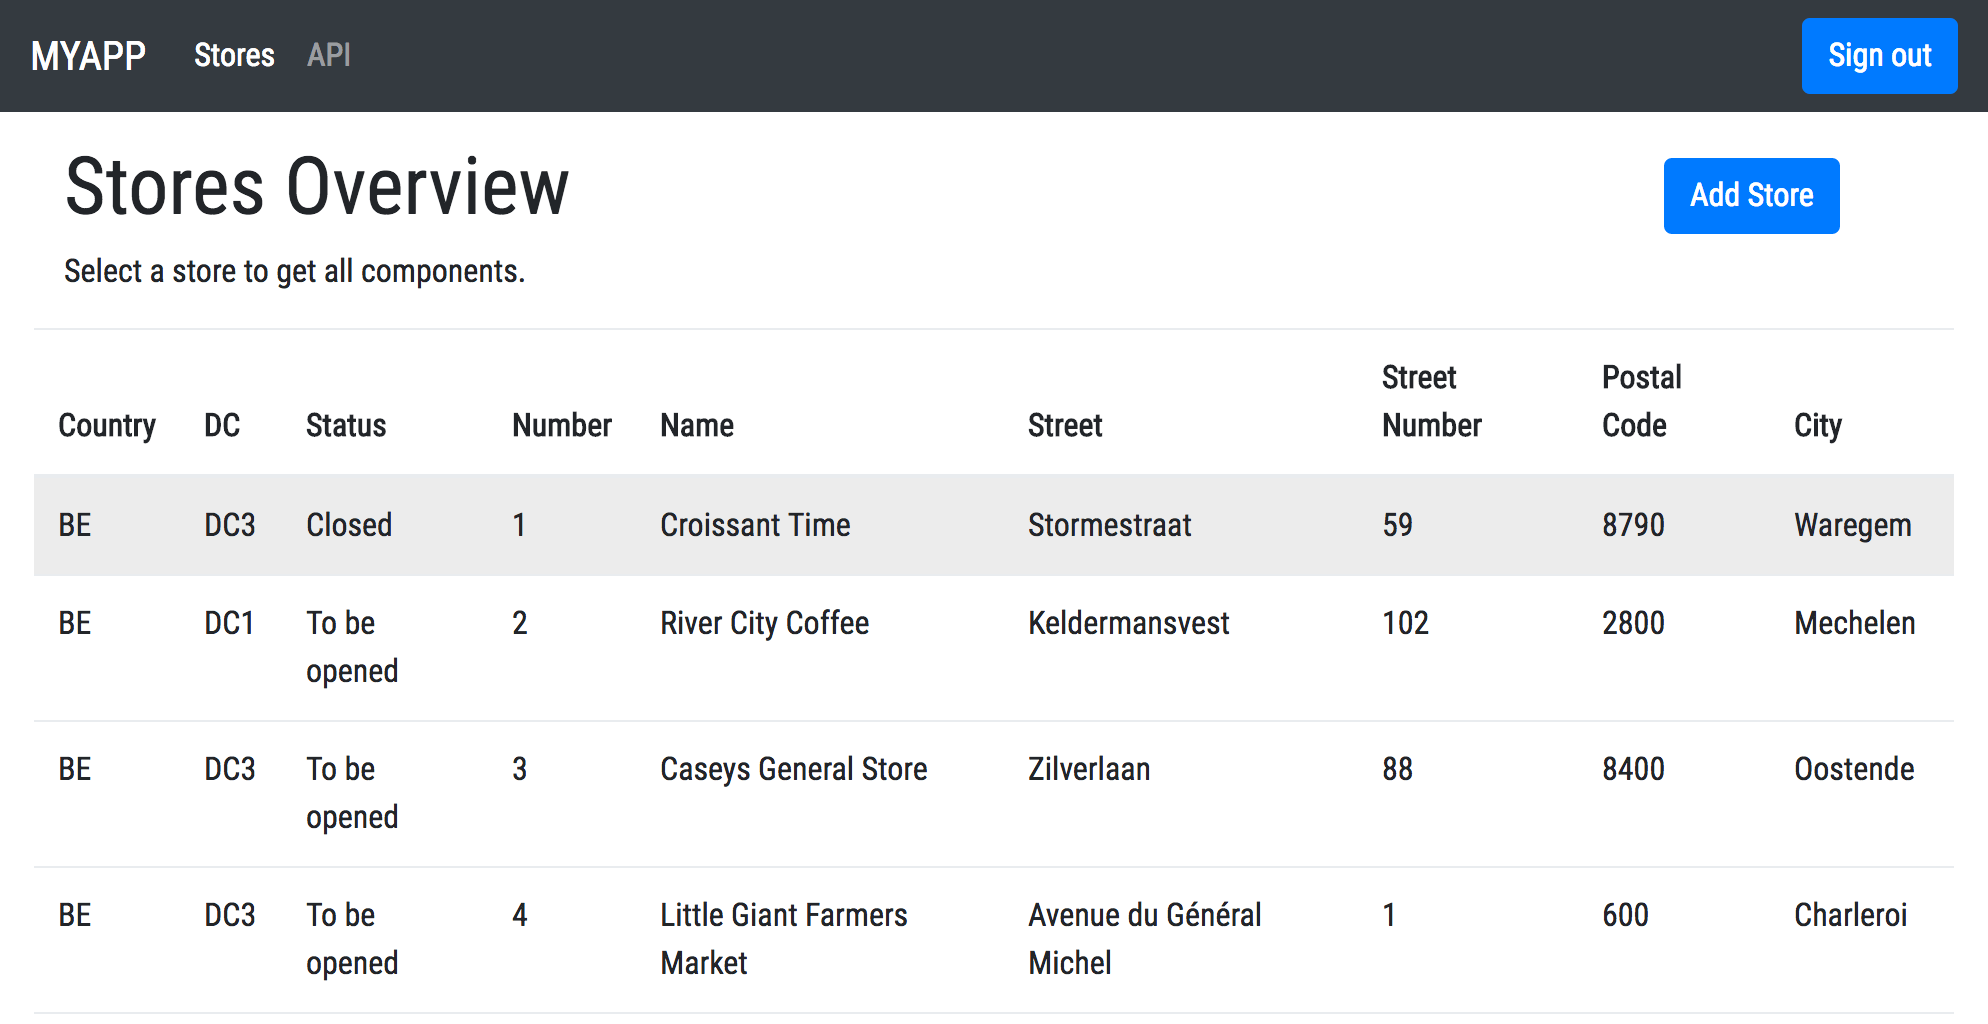 MYAPP Stores API Sign out
Stores Overview Add Store
Select a store to get all components.
Country DC Status Number Name Street Street Number Postal Code City
BE DC3 Closed 1 Croissant Time Stormestraat 59 8790 Waregem
BE DC1 To be opened 2 River City Coffee Keldermansvest 102 2800 Mechelen
BE DC3 To be opened 3 Caseys General Store Zilverlaan 88 8400 Oostende
BE DC3 To be opened 4 Little Giant Farmers Market Avenue du Général Michel 1 600 Charleroi